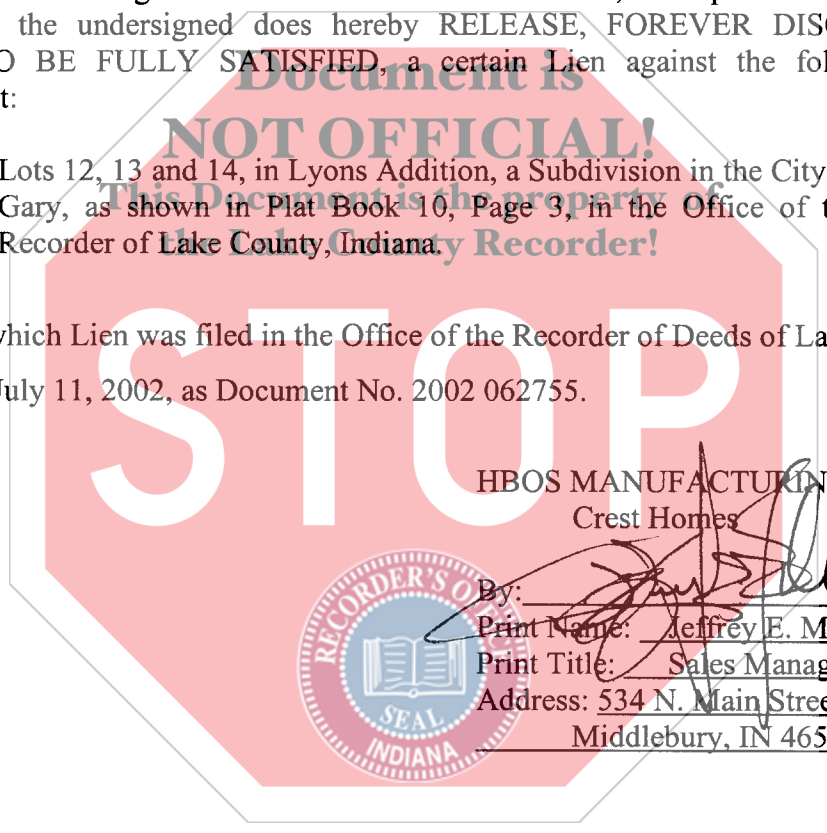 the undersigned does hereby RELEASE, FOREVER
O BE FULLY SATISFIED, a certain Lien against the
t:
Document is
NOT OFFICIAL!
This Document is the property of
the Lake County Recorder!
Lots 12, 13 and 14, in Lyons Addition, a Subdivision in the City
Gary, as shown in Plat Book 10, Page 3, in the Office of
Recorder of Lake County, Indiana.
which Lien was filed in the Office of the Recorder of Deeds of La
July 11, 2002, as Document No. 2002 062755.
STOP
HBOS MANUFACTURIN
Crest Homes
By:
Print Name: Jeffrey E. M
Print Title: Sales Manag
Address: 534 N. Main Stree
Middlebury, IN 465
RECORDER'S OFFICE
SEAL
INDIANA